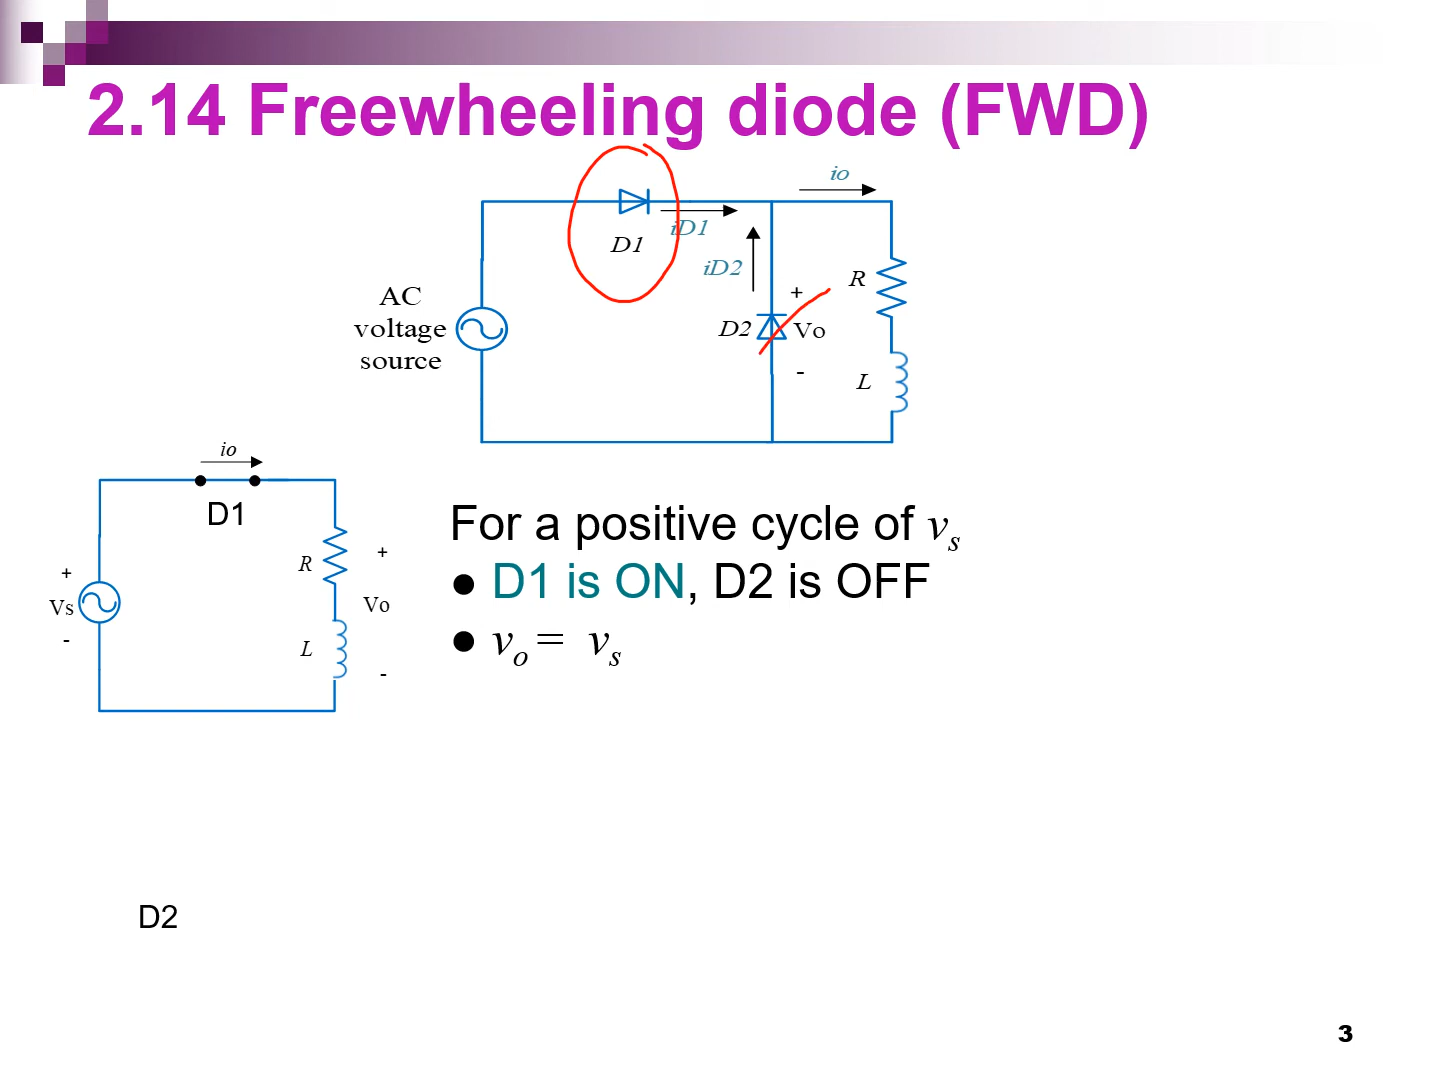 2.14 Freewheeling diode (FWD)
io
iD1
D1
iD2
AC
voltage
source
+
R
D2
Vo
-
L
io
D1
+
R
+
Vs
Vo
-
L
-
For a positive cycle of vs
● D1 is ON, D2 is OFF
● vo = vs
D2
3